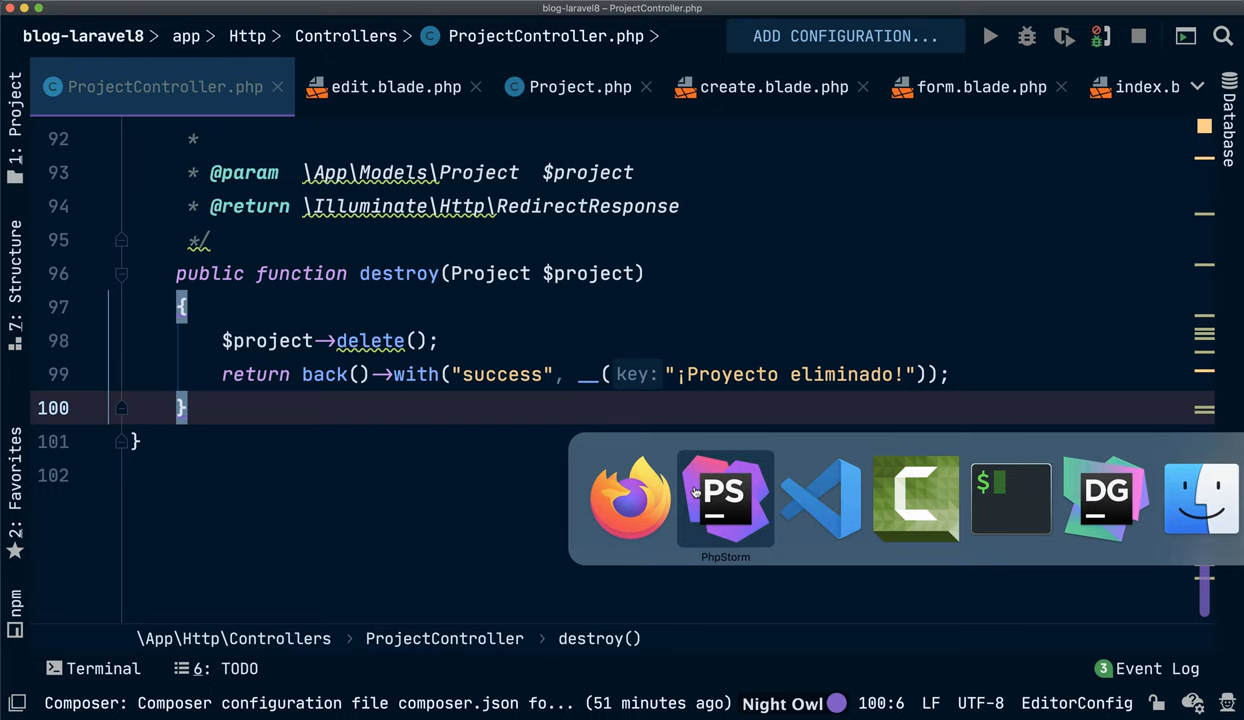 blog-laravel8 – ProjectController.php
blog-laravel8 > app > Http > Controllers > ProjectController.php >
ADD CONFIGURATION...
ProjectController.php
edit.blade.php
Project.php
create.blade.php
form.blade.php
index.b
1: Project
7: Structure
2: Favorites
npm
Database
92 *
93 * @param \App\Models\Project $project
94 * @return \Illuminate\Http\RedirectResponse
95 */
96 public function destroy(Project $project)
97 {
98 $project->delete();
99 return back()->with("success", __( key: "¡Proyecto eliminado!"));
100 }
101 }
102
PS
$
DG
PhpStorm
\App\Http\Controllers > ProjectController > destroy()
Terminal
6: TODO
3 Event Log
Composer: Composer configuration file composer.json fo... (51 minutes ago) Night Owl 100:6 LF UTF-8 EditorConfig